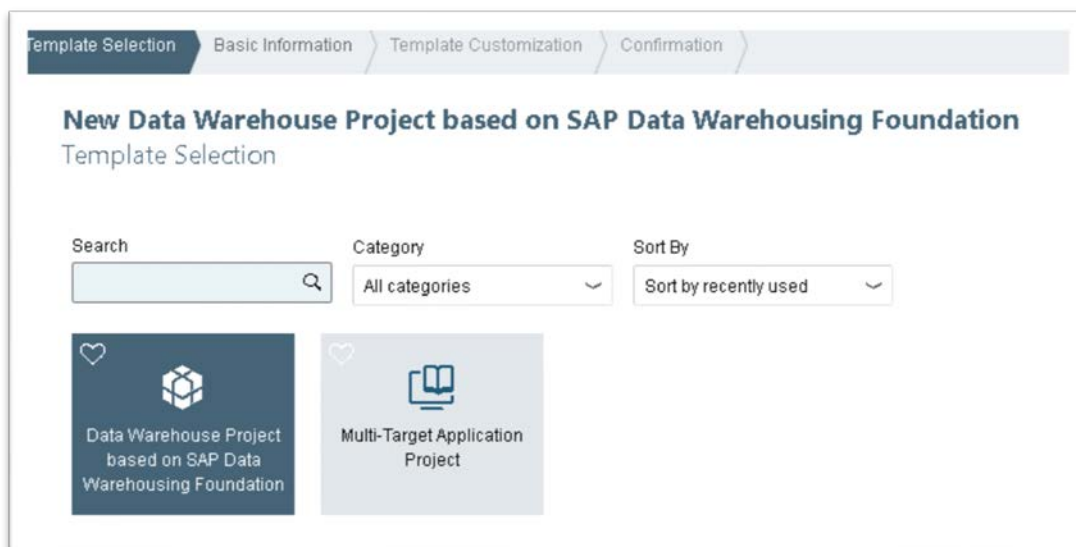 Template Selection Basic Information Template Customization Confirmation
New Data Warehouse Project based on SAP Data Warehousing Foundation
Template Selection
Search Category Sort By
All categories Sort by recently used
Data Warehouse Project
based on SAP Data
Warehousing Foundation
Multi-Target Application
Project